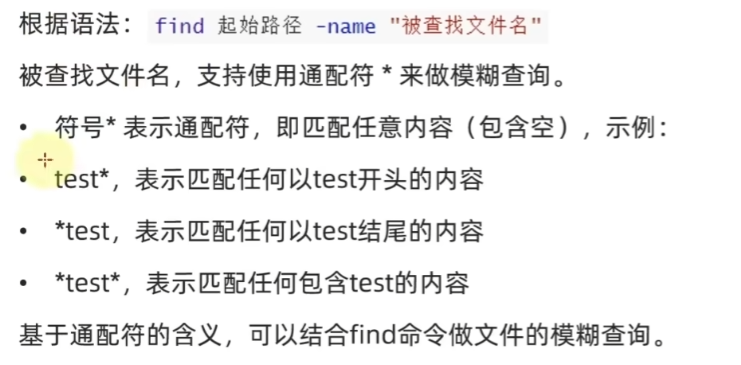 根据语法：find 起始路径 -name "被查找文件名"
被查找文件名，支持使用通配符 * 来做模糊查询。
• 符号* 表示通配符，即匹配任意内容（包含空），示例：
• test*，表示匹配任何以test开头的内容
• *test，表示匹配任何以test结尾的内容
• *test*，表示匹配任何包含test的内容
基于通配符的含义，可以结合find命令做文件的模糊查询。